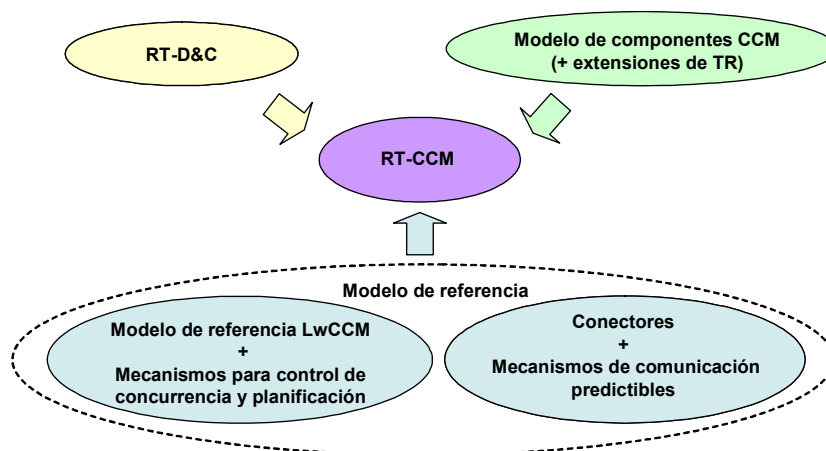 RT-D&C
Modelo de componentes CCM
(+ extensiones de TR)
RT-CCM
Modelo de referencia
Modelo de referencia LwCCM
+
Mecanismos para control de
concurrencia y planificación
Conectores
+
Mecanismos de comunicación
predictibles